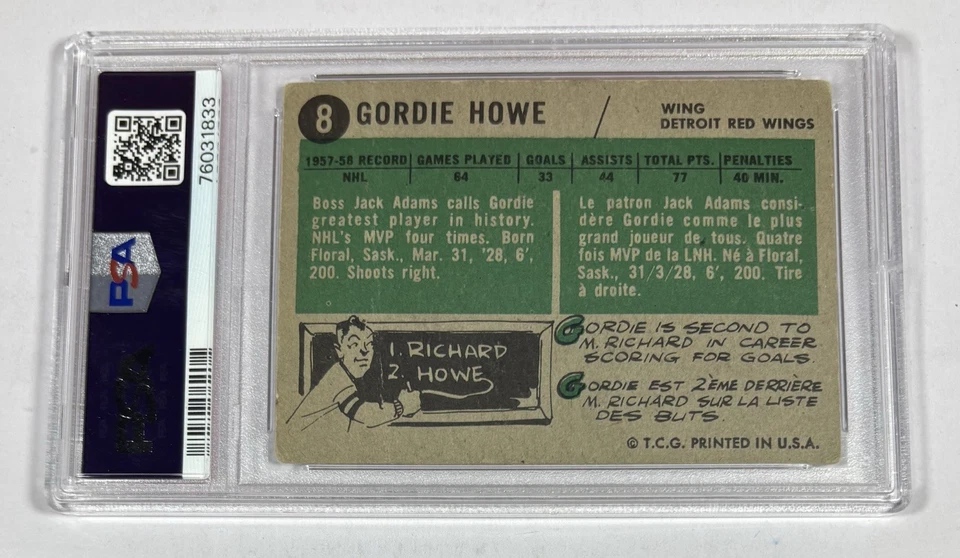 76031833
PSA
PSA
8 GORDIE HOWE / WING
DETROIT RED WINGS
1957-58 RECORD GAMES PLAYED GOALS ASSISTS TOTAL PTS. PENALTIES
NHL 64 33 44 77 40 MIN.
Boss Jack Adams calls Gordie
greatest player in history.
NHL's MVP four times. Born
Floral, Sask., Mar. 31, '28, 6',
200. Shoots right.
Le patron Jack Adams consi-
dère Gordie comme le plus
grand joueur de tous. Quatre
fois MVP de la LNH. Né à Floral,
Sask., 31/3/28, 6', 200. Tire
à droite.
1. RICHARD
2. HOWE
GORDIE IS SECOND TO
M. RICHARD IN CAREER
SCORING FOR GOALS.
GORDIE EST 2ÈME DERRIÈRE
M. RICHARD SUR LA LISTE
DES BUTS.
© T.C.G. PRINTED IN U.S.A.